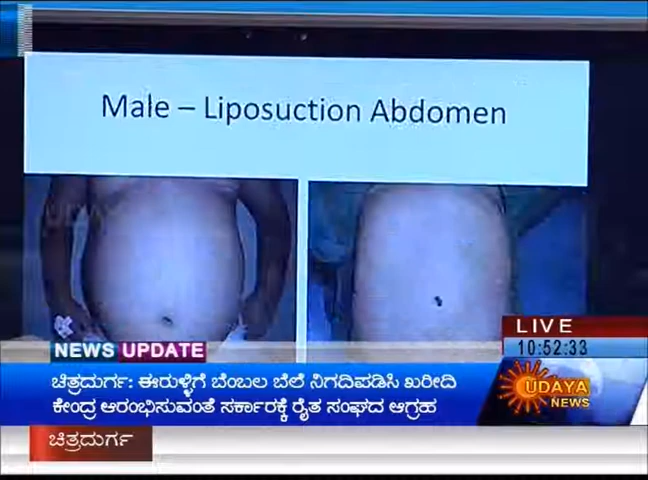 Male – Liposuction Abdomen
UDAYA
NEWS UPDATE
LIVE
10:52:33
ಚಿತ್ರದುರ್ಗ: ಈರುಳ್ಳಿಗೆ ಬೆಂಬಲ ಬೆಲೆ ನಿಗದಿಪಡಿಸಿ ಖರೀದಿ
ಕೇಂದ್ರ ಆರಂಭಿಸುವಂತೆ ಸರ್ಕಾರಕ್ಕೆ ರೈತ ಸಂಘದ ಆಗ್ರಹ
UDAYA
NEWS
ಚಿತ್ರದುರ್ಗ